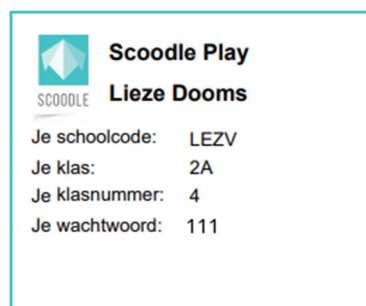 Scoodle Play
SCOODLE
Lieze Dooms
Je schoolcode: LEZV
Je klas: 2A
Je klasnummer: 4
Je wachtwoord: 111